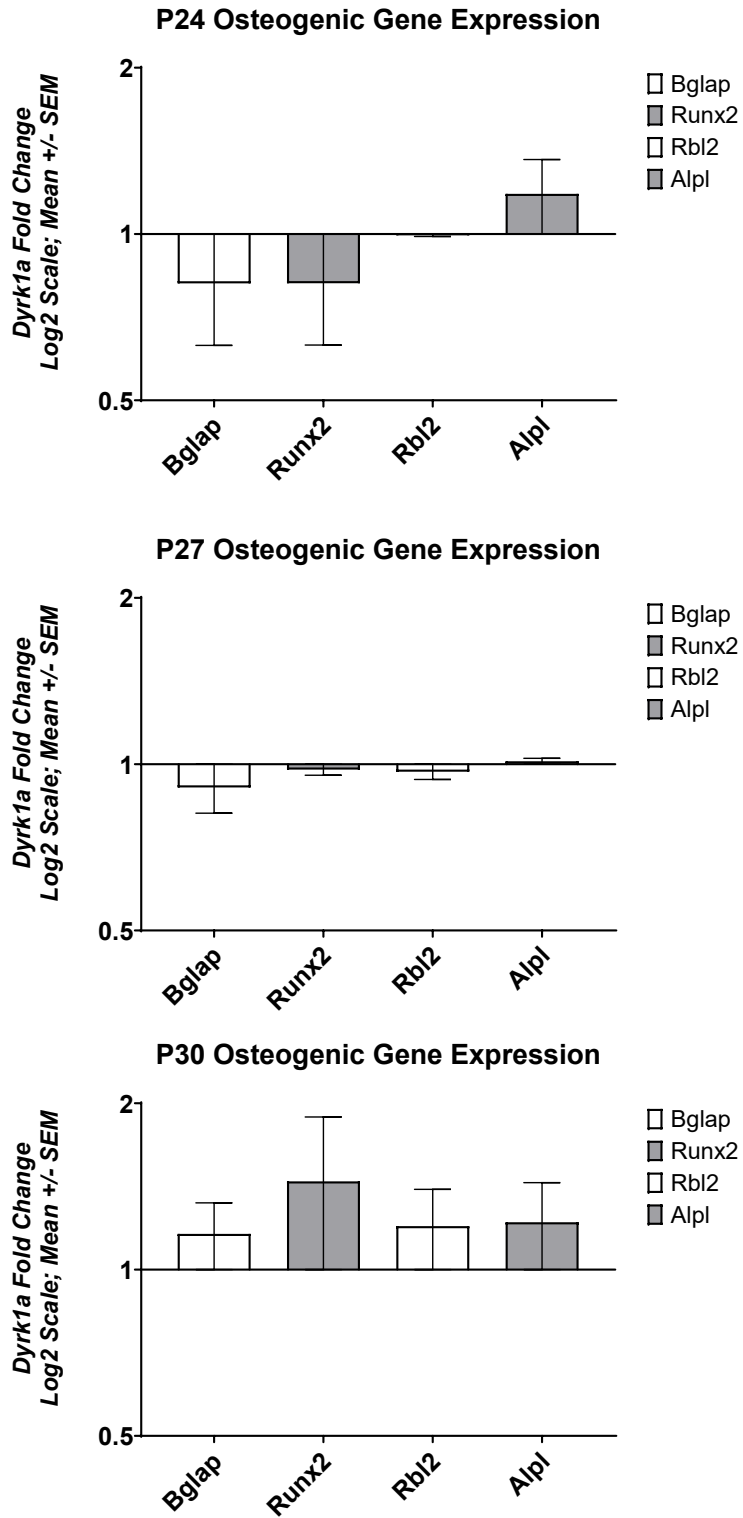 P24 Osteogenic Gene Expression
Dyrk1a Fold Change
Log2 Scale; Mean +/- SEM
2
1
0.5
Bglap
Runx2
Rbl2
Alpl
Bglap
Runx2
Rbl2
Alpl
P27 Osteogenic Gene Expression
Dyrk1a Fold Change
Log2 Scale; Mean +/- SEM
2
1
0.5
Bglap
Runx2
Rbl2
Alpl
Bglap
Runx2
Rbl2
Alpl
P30 Osteogenic Gene Expression
Dyrk1a Fold Change
Log2 Scale; Mean +/- SEM
2
1
0.5
Bglap
Runx2
Rbl2
Alpl
Bglap
Runx2
Rbl2
Alpl